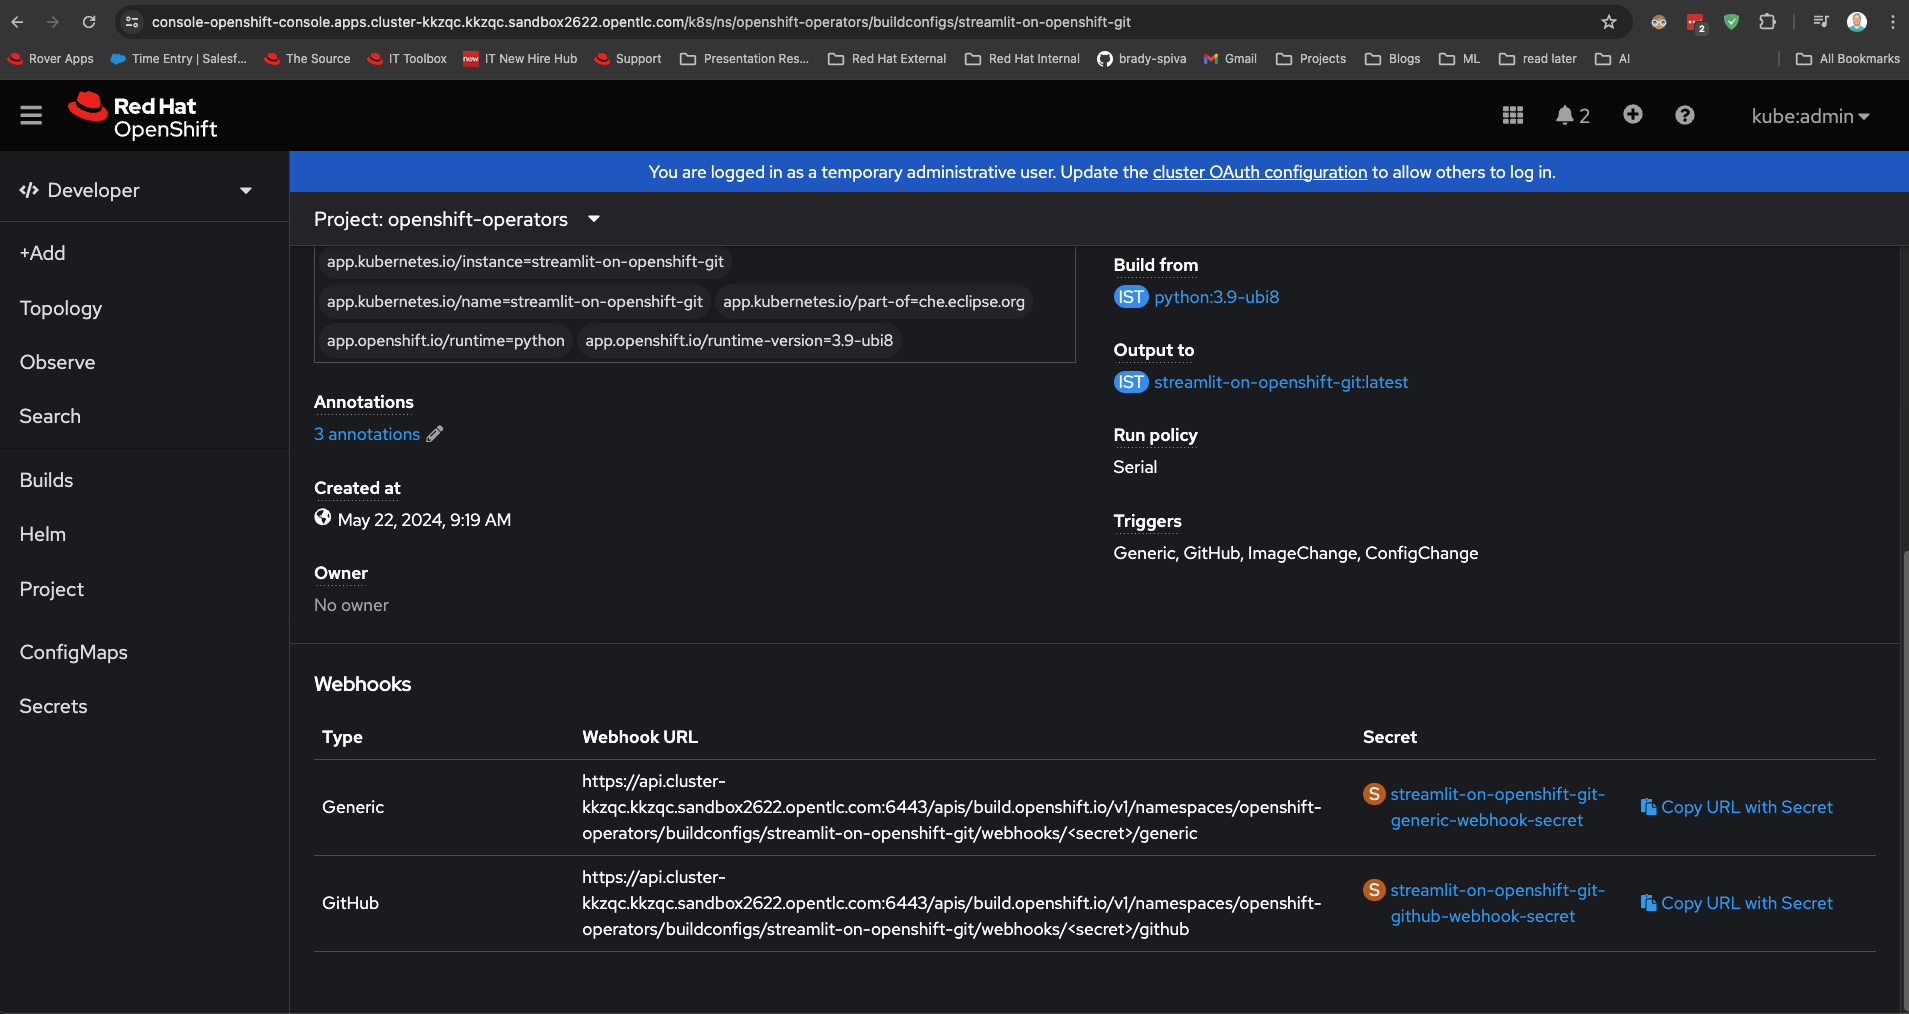 console-openshift-console.apps.cluster-kkzqc.kkzqc.sandbox2622.opentlc.com/k8s/ns/openshift-operators/buildconfigs/streamlit-on-openshift-git
2
Rover Apps
Time Entry | Salesf...
The Source
IT Toolbox
now
IT New Hire Hub
Support
Presentation Res...
Red Hat External
Red Hat Internal
brady-spiva
Gmail
Projects
Blogs
ML
read later
AI
All Bookmarks
Red Hat
OpenShift
2
kube:admin
Developer
+Add
Topology
Observe
Search
Builds
Helm
Project
ConfigMaps
Secrets
You are logged in as a temporary administrative user. Update the cluster OAuth configuration to allow others to log in.
Project: openshift-operators
app.kubernetes.io/instance=streamlit-on-openshift-git
app.kubernetes.io/name=streamlit-on-openshift-git
app.kubernetes.io/part-of=che.eclipse.org
app.openshift.io/runtime=python
app.openshift.io/runtime-version=3.9-ubi8
Annotations
3 annotations
Created at
May 22, 2024, 9:19 AM
Owner
No owner
Build from
IST python:3.9-ubi8
Output to
IST streamlit-on-openshift-git:latest
Run policy
Serial
Triggers
Generic, GitHub, ImageChange, ConfigChange
Webhooks
Type
Webhook URL
Secret
Generic
https://api.cluster-
kkzqc.kkzqc.sandbox2622.opentlc.com:6443/apis/build.openshift.io/v1/namespaces/openshift-
operators/buildconfigs/streamlit-on-openshift-git/webhooks/<secret>/generic
S streamlit-on-openshift-git-
generic-webhook-secret
Copy URL with Secret
GitHub
https://api.cluster-
kkzqc.kkzqc.sandbox2622.opentlc.com:6443/apis/build.openshift.io/v1/namespaces/openshift-
operators/buildconfigs/streamlit-on-openshift-git/webhooks/<secret>/github
S streamlit-on-openshift-git-
github-webhook-secret
Copy URL with Secret